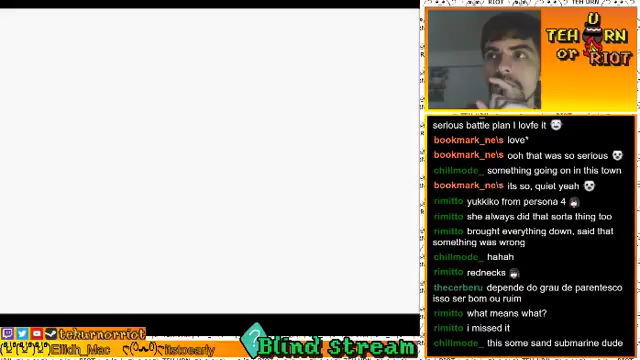 TEH URN
or RIOT
serious battle plan I lovfe it
bookmark_ne\s love*
bookmark_ne\s ooh that was so serious
chillmode_ something going on in this town
bookmark_ne\s its so, quiet yeah
rimitto yukkiko from persona 4
rimitto she always did that sorta thing too
rimitto brought everything down, said that
something was wrong
chillmode_ hahah
rimitto rednecks
thecerberu depende do grau de parentesco
isso ser bom ou ruim
rimitto what means what?
rimitto i missed it
chillmode_ this some sand submarine dude
tehurnorriot
Blind Stream